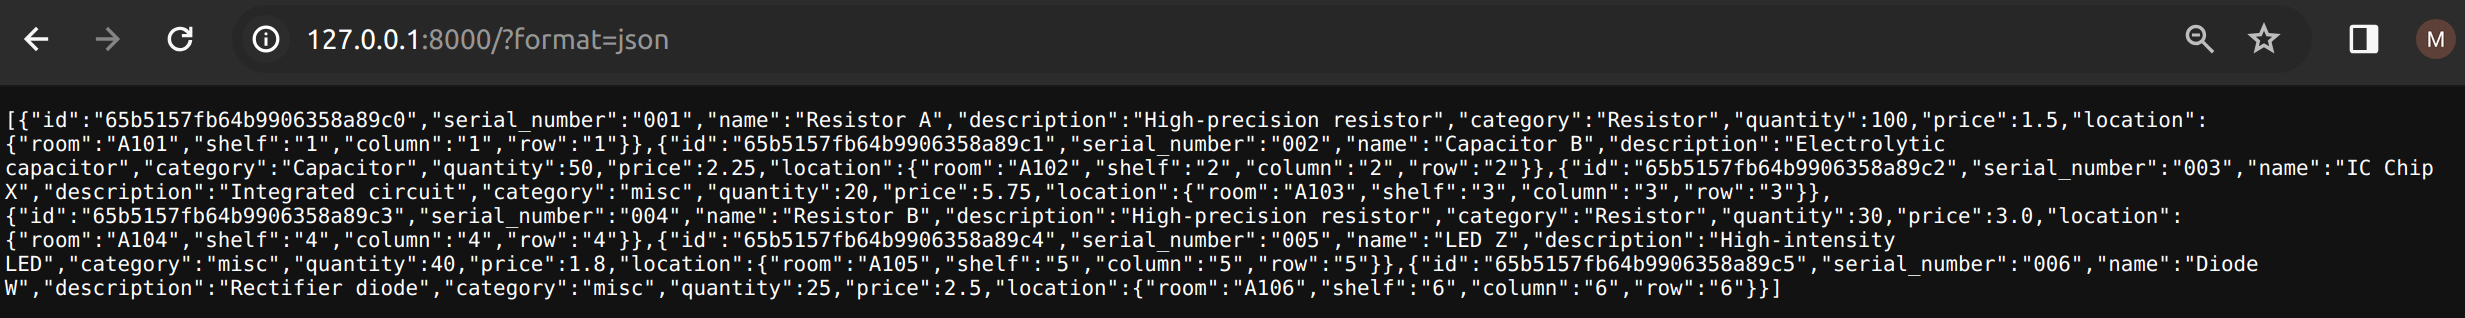 127.0.0.1:8000/?format=json
M
[{"id":"65b5157fb64b9906358a89c0","serial_number":"001","name":"Resistor A","description":"High-precision resistor","category":"Resistor","quantity":100,"price":1.5,"location":
{"room":"A101","shelf":"1","column":"1","row":"1"}},{"id":"65b5157fb64b9906358a89c1","serial_number":"002","name":"Capacitor B","description":"Electrolytic
capacitor","category":"Capacitor","quantity":50,"price":2.25,"location":{"room":"A102","shelf":"2","column":"2","row":"2"}},{"id":"65b5157fb64b9906358a89c2","serial_number":"003","name":"IC Chip
X","description":"Integrated circuit","category":"misc","quantity":20,"price":5.75,"location":{"room":"A103","shelf":"3","column":"3","row":"3"}},
{"id":"65b5157fb64b9906358a89c3","serial_number":"004","name":"Resistor B","description":"High-precision resistor","category":"Resistor","quantity":30,"price":3.0,"location":
{"room":"A104","shelf":"4","column":"4","row":"4"}},{"id":"65b5157fb64b9906358a89c4","serial_number":"005","name":"LED Z","description":"High-intensity
LED","category":"misc","quantity":40,"price":1.8,"location":{"room":"A105","shelf":"5","column":"5","row":"5"}},{"id":"65b5157fb64b9906358a89c5","serial_number":"006","name":"Diode
W","description":"Rectifier diode","category":"misc","quantity":25,"price":2.5,"location":{"room":"A106","shelf":"6","column":"6","row":"6"}}]